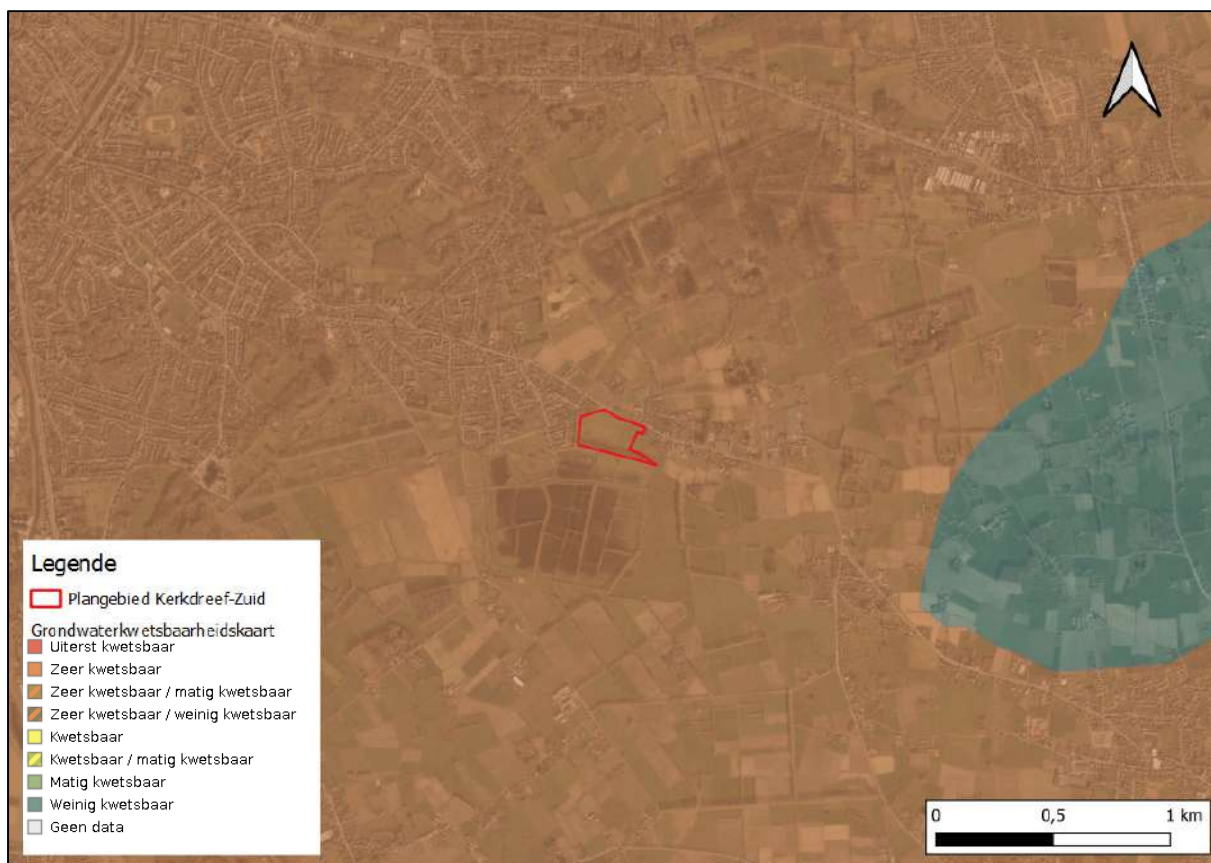 Legende
Plangebied Kerkdreef-Zuid
Grondwaterkwetsbaarheidskaart
Uiterst kwetsbaar
Zeer kwetsbaar
Zeer kwetsbaar / matig kwetsbaar
Zeer kwetsbaar / weinig kwetsbaar
Kwetsbaar
Kwetsbaar / matig kwetsbaar
Matig kwetsbaar
Weinig kwetsbaar
Geen data
0 0,5 1 km